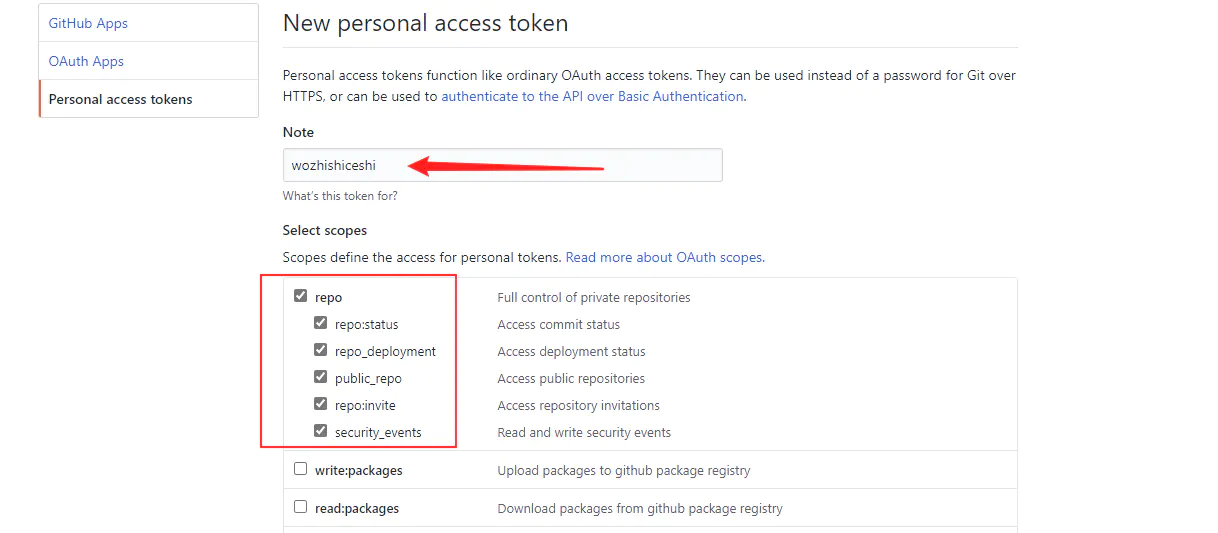 GitHub Apps
OAuth Apps
Personal access tokens
New personal access token
Personal access tokens function like ordinary OAuth access tokens. They can be used instead of a password for Git over
HTTPS, or can be used to authenticate to the API over Basic Authentication.
Note
wozhishiceshi
What's this token for?
Select scopes
Scopes define the access for personal tokens. Read more about OAuth scopes.
repo Full control of private repositories
repo:status Access commit status
repo_deployment Access deployment status
public_repo Access public repositories
repo:invite Access repository invitations
security_events Read and write security events
write:packages Upload packages to github package registry
read:packages Download packages from github package registry